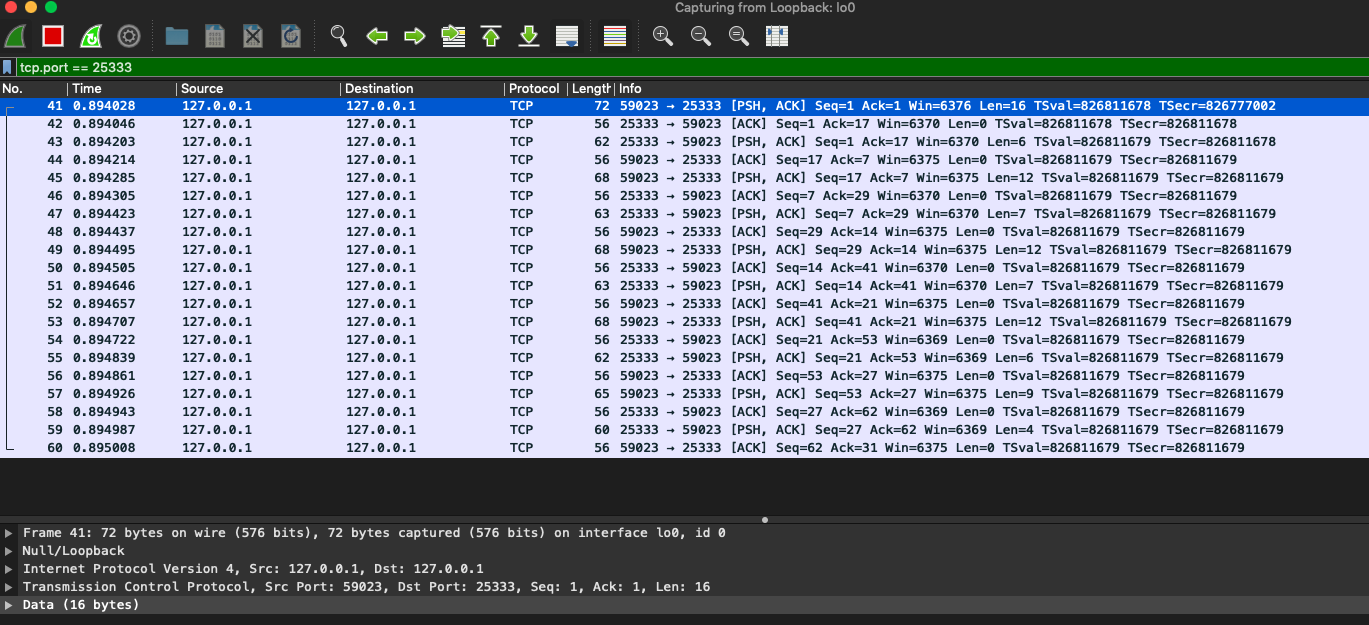 Capturing from Loopback: lo0
tcp.port == 25333
No. Time Source Destination Protocol Length Info
41 0.894028 127.0.0.1 127.0.0.1 TCP 72 59023 → 25333 [PSH, ACK] Seq=1 Ack=1 Win=6376 Len=16 TSval=826811678 TSecr=826777002
42 0.894046 127.0.0.1 127.0.0.1 TCP 56 25333 → 59023 [ACK] Seq=1 Ack=17 Win=6370 Len=0 TSval=826811678 TSecr=826811678
43 0.894203 127.0.0.1 127.0.0.1 TCP 62 25333 → 59023 [PSH, ACK] Seq=1 Ack=17 Win=6370 Len=6 TSval=826811679 TSecr=826811678
44 0.894214 127.0.0.1 127.0.0.1 TCP 56 59023 → 25333 [ACK] Seq=17 Ack=7 Win=6375 Len=0 TSval=826811679 TSecr=826811679
45 0.894285 127.0.0.1 127.0.0.1 TCP 68 59023 → 25333 [PSH, ACK] Seq=17 Ack=7 Win=6375 Len=12 TSval=826811679 TSecr=826811679
46 0.894305 127.0.0.1 127.0.0.1 TCP 56 25333 → 59023 [ACK] Seq=7 Ack=29 Win=6370 Len=0 TSval=826811679 TSecr=826811679
47 0.894423 127.0.0.1 127.0.0.1 TCP 63 25333 → 59023 [PSH, ACK] Seq=7 Ack=29 Win=6370 Len=7 TSval=826811679 TSecr=826811679
48 0.894437 127.0.0.1 127.0.0.1 TCP 56 59023 → 25333 [ACK] Seq=29 Ack=14 Win=6375 Len=0 TSval=826811679 TSecr=826811679
49 0.894495 127.0.0.1 127.0.0.1 TCP 68 59023 → 25333 [PSH, ACK] Seq=29 Ack=14 Win=6375 Len=12 TSval=826811679 TSecr=826811679
50 0.894505 127.0.0.1 127.0.0.1 TCP 56 25333 → 59023 [ACK] Seq=14 Ack=41 Win=6370 Len=0 TSval=826811679 TSecr=826811679
51 0.894646 127.0.0.1 127.0.0.1 TCP 63 25333 → 59023 [PSH, ACK] Seq=14 Ack=41 Win=6370 Len=7 TSval=826811679 TSecr=826811679
52 0.894657 127.0.0.1 127.0.0.1 TCP 56 59023 → 25333 [ACK] Seq=41 Ack=21 Win=6375 Len=0 TSval=826811679 TSecr=826811679
53 0.894707 127.0.0.1 127.0.0.1 TCP 68 59023 → 25333 [PSH, ACK] Seq=41 Ack=21 Win=6375 Len=12 TSval=826811679 TSecr=826811679
54 0.894722 127.0.0.1 127.0.0.1 TCP 56 25333 → 59023 [ACK] Seq=21 Ack=53 Win=6369 Len=0 TSval=826811679 TSecr=826811679
55 0.894839 127.0.0.1 127.0.0.1 TCP 62 25333 → 59023 [PSH, ACK] Seq=21 Ack=53 Win=6369 Len=6 TSval=826811679 TSecr=826811679
56 0.894861 127.0.0.1 127.0.0.1 TCP 56 59023 → 25333 [ACK] Seq=53 Ack=27 Win=6375 Len=0 TSval=826811679 TSecr=826811679
57 0.894926 127.0.0.1 127.0.0.1 TCP 65 59023 → 25333 [PSH, ACK] Seq=53 Ack=27 Win=6375 Len=9 TSval=826811679 TSecr=826811679
58 0.894943 127.0.0.1 127.0.0.1 TCP 56 25333 → 59023 [ACK] Seq=27 Ack=62 Win=6369 Len=0 TSval=826811679 TSecr=826811679
59 0.894987 127.0.0.1 127.0.0.1 TCP 60 25333 → 59023 [PSH, ACK] Seq=27 Ack=62 Win=6369 Len=4 TSval=826811679 TSecr=826811679
60 0.895008 127.0.0.1 127.0.0.1 TCP 56 59023 → 25333 [ACK] Seq=62 Ack=31 Win=6375 Len=0 TSval=826811679 TSecr=826811679
Frame 41: 72 bytes on wire (576 bits), 72 bytes captured (576 bits) on interface lo0, id 0
Null/Loopback
Internet Protocol Version 4, Src: 127.0.0.1, Dst: 127.0.0.1
Transmission Control Protocol, Src Port: 59023, Dst Port: 25333, Seq: 1, Ack: 1, Len: 16
Data (16 bytes)